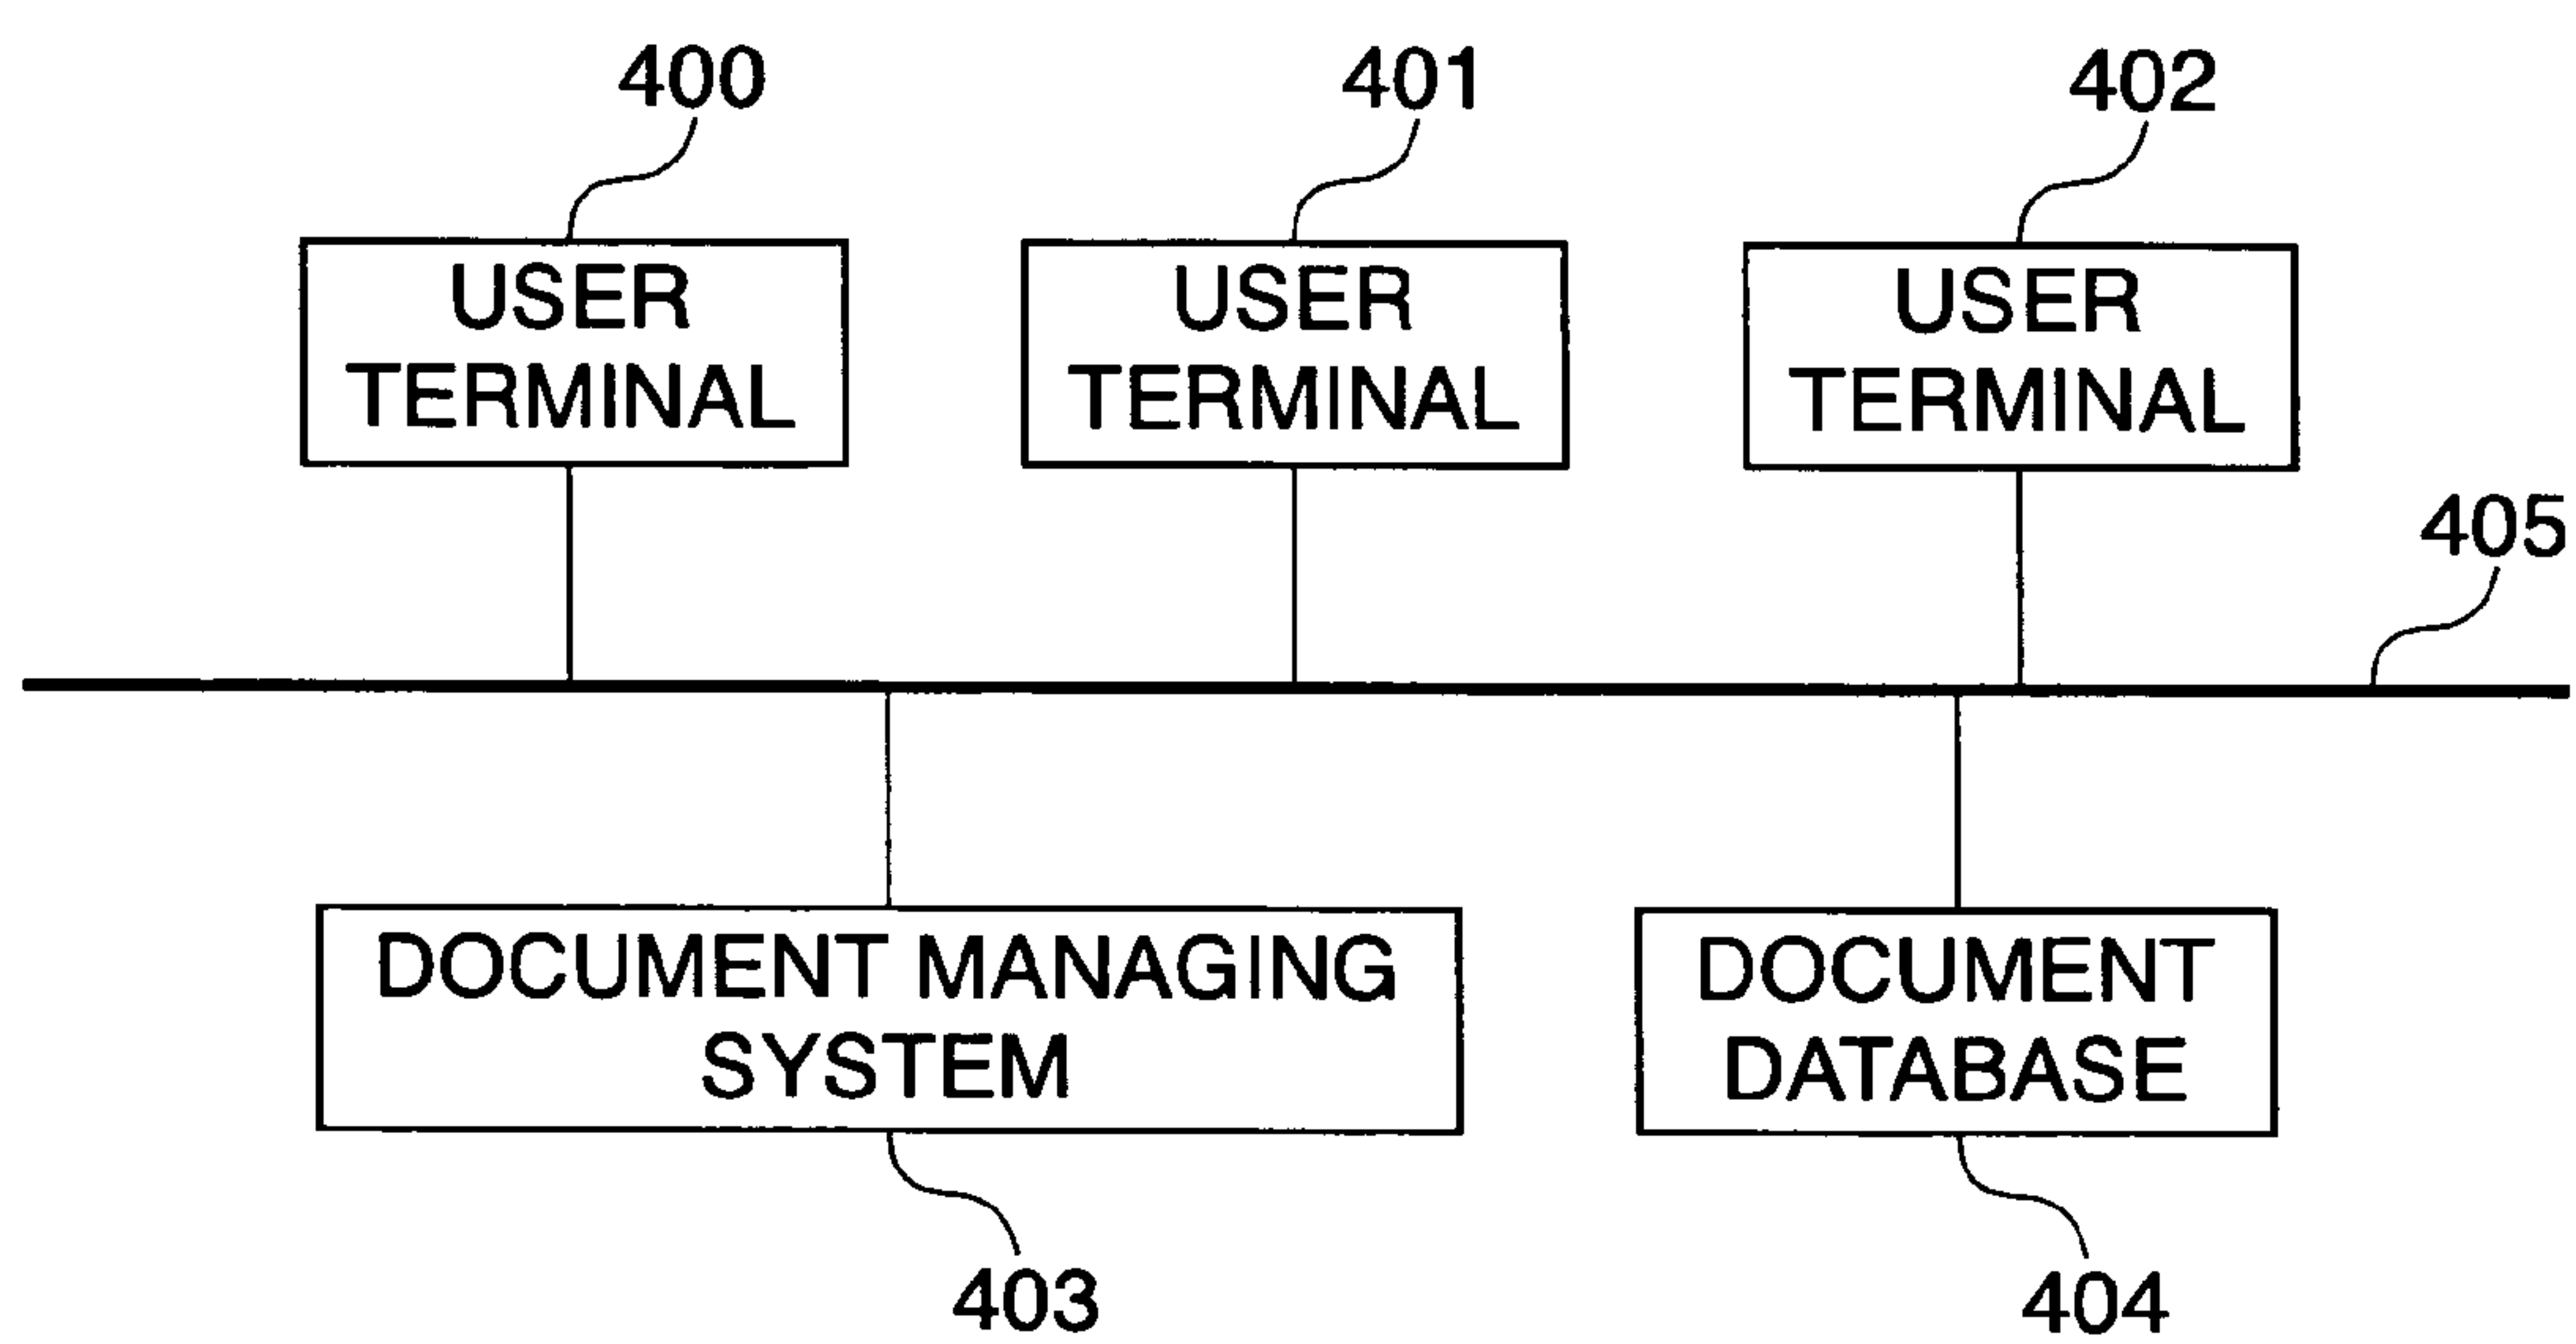 400
401
402
USER
TERMINAL
USER
TERMINAL
USER
TERMINAL
405
DOCUMENT MANAGING
SYSTEM
DOCUMENT
DATABASE
403
404